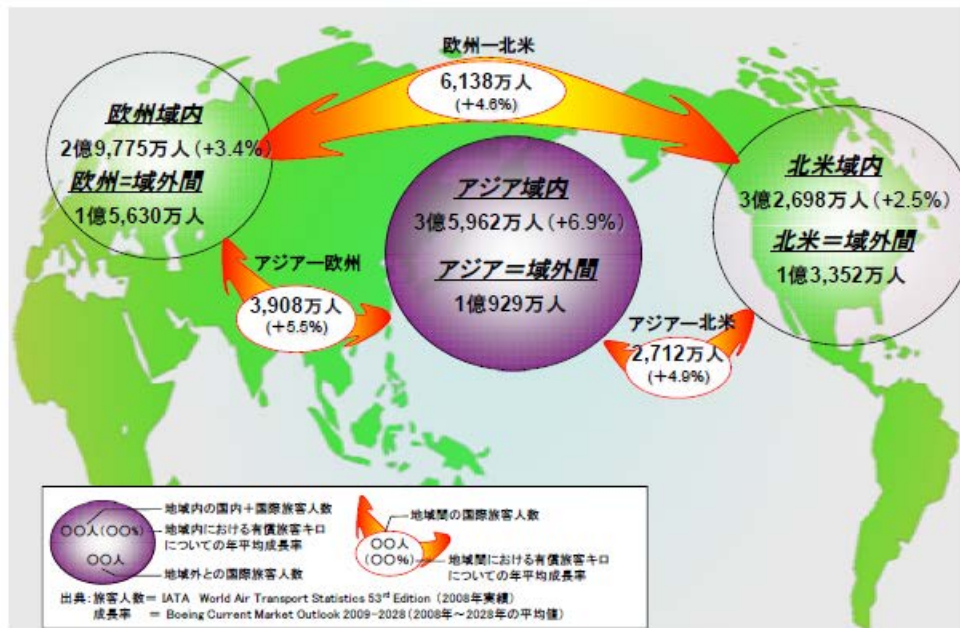 欧州ー北米
6,138万人
(+4.6%)
欧州域内
2億9,775万人(+3.4%)
欧州=域外間
1億5,630万人
アジア域内
3億5,962万人(+6.9%)
アジア=域外間
1億929万人
北米域内
3億2,698万人(+2.5%)
北米=域外間
1億3,352万人
アジアー欧州
3,908万人
(+5.5%)
アジアー北米
2,712万人
(+4.9%)
〇〇人(〇〇%)
〇〇人
地域内の国内+国際旅客人数
地域内における有償旅客キロ
についての年平均成長率
地域外との国際旅客人数
〇〇人
(〇〇%)
地域間の国際旅客人数
地域間における有償旅客キロ
についての年平均成長率
出典:旅客人数= IATA World Air Transport Statistics 53rd Edition (2008年実績)
成長率 = Boeing Current Market Outlook 2009-2028(2008年~2028年の平均値)